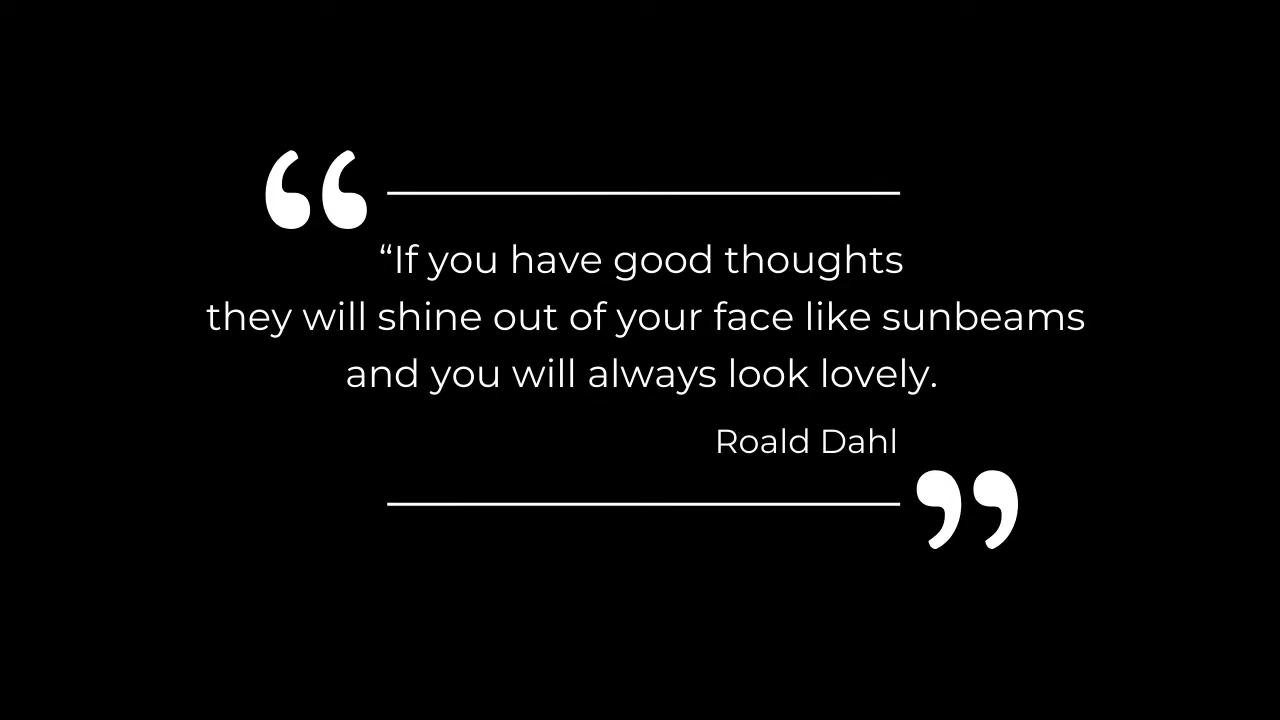 “If you have good thoughts
they will shine out of your face like sunbeams
and you will always look lovely.
Roald Dahl